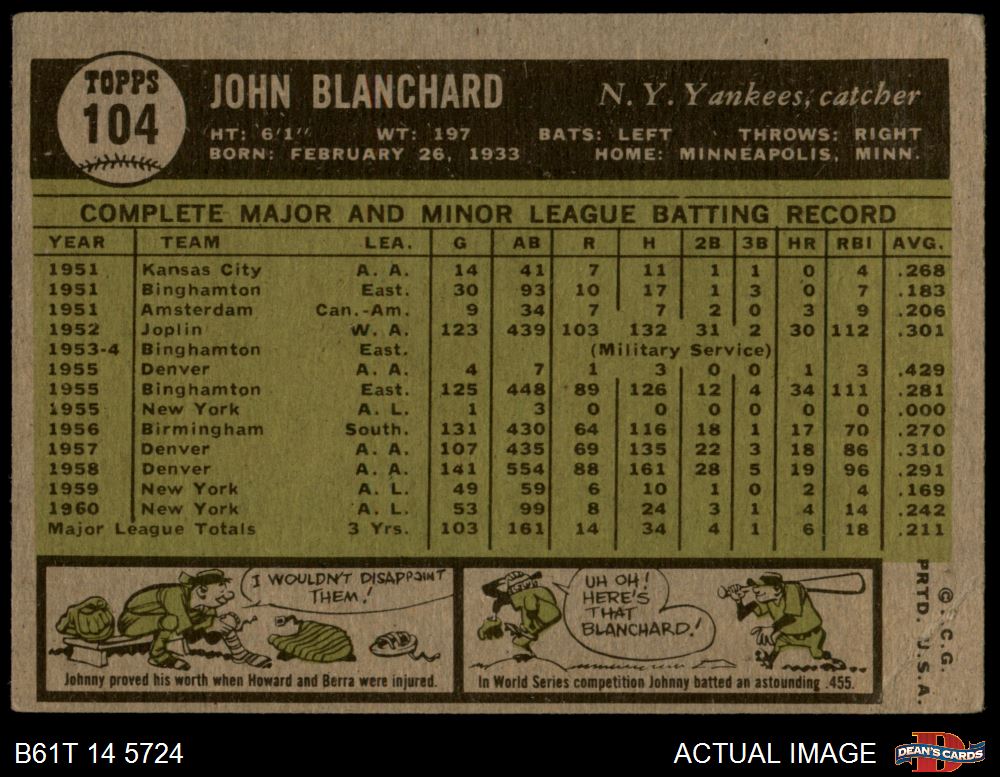 TOPPS
104
JOHN BLANCHARD
N. Y. Yankees, catcher
HT: 6'1" WT: 197 BATS: LEFT THROWS: RIGHT
BORN: FEBRUARY 26, 1933 HOME: MINNEAPOLIS, MINN.
COMPLETE MAJOR AND MINOR LEAGUE BATTING RECORD
YEAR TEAM LEA. G AB R H 2B 3B HR RBI AVG.
1951 Kansas City A. A. 14 41 7 11 1 1 0 4 .268
1951 Binghamton East. 30 93 10 17 1 3 0 7 .183
1951 Amsterdam Can.-Am. 9 34 7 7 2 0 3 9 .206
1952 Joplin W. A. 123 439 103 132 31 2 30 112 .301
1953-4 Binghamton East. (Military Service)
1955 Denver A. A. 4 7 1 3 0 0 1 3 .429
1955 Binghamton East. 125 448 89 126 12 4 34 111 .281
1955 New York A. L. 1 3 0 0 0 0 0 0 .000
1956 Birmingham South. 131 430 64 116 18 1 17 70 .270
1957 Denver A. A. 107 435 69 135 22 3 18 86 .310
1958 Denver A. A. 141 554 88 161 28 5 19 96 .291
1959 New York A. L. 49 59 6 10 1 0 2 4 .169
1960 New York A. L. 53 99 8 24 3 1 4 14 .242
Major League Totals 3 Yrs. 103 161 14 34 4 1 6 18 .211
I WOULDN'T DISAPPOINT
THEM!
Johnny proved his worth when Howard and Berra were injured.
UH OH!
HERE'S
THAT
BLANCHARD!
In World Series competition Johnny batted an astounding .455.
© T.C.G.
PRTD. U.S.A.
B61T 14 5724
ACTUAL IMAGE
D
DEAN'S CARDS